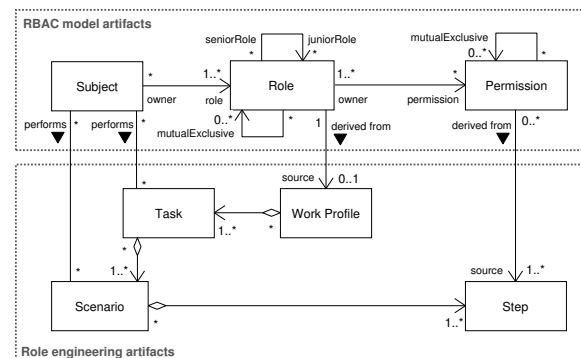 RBAC model artifacts
seniorRole juniorRole
* *
mutualExclusive
0..* *
Subject
* 1..*
owner role
Role
1..* *
owner permission
Permission
performs * performs *
0..* *
mutualExclusive
1 derived from
derived from 0..*
source 0..1
* Task
1..* *
Work Profile
*
1..*
* source 1..*
Scenario
* 1..*
Step
Role engineering artifacts